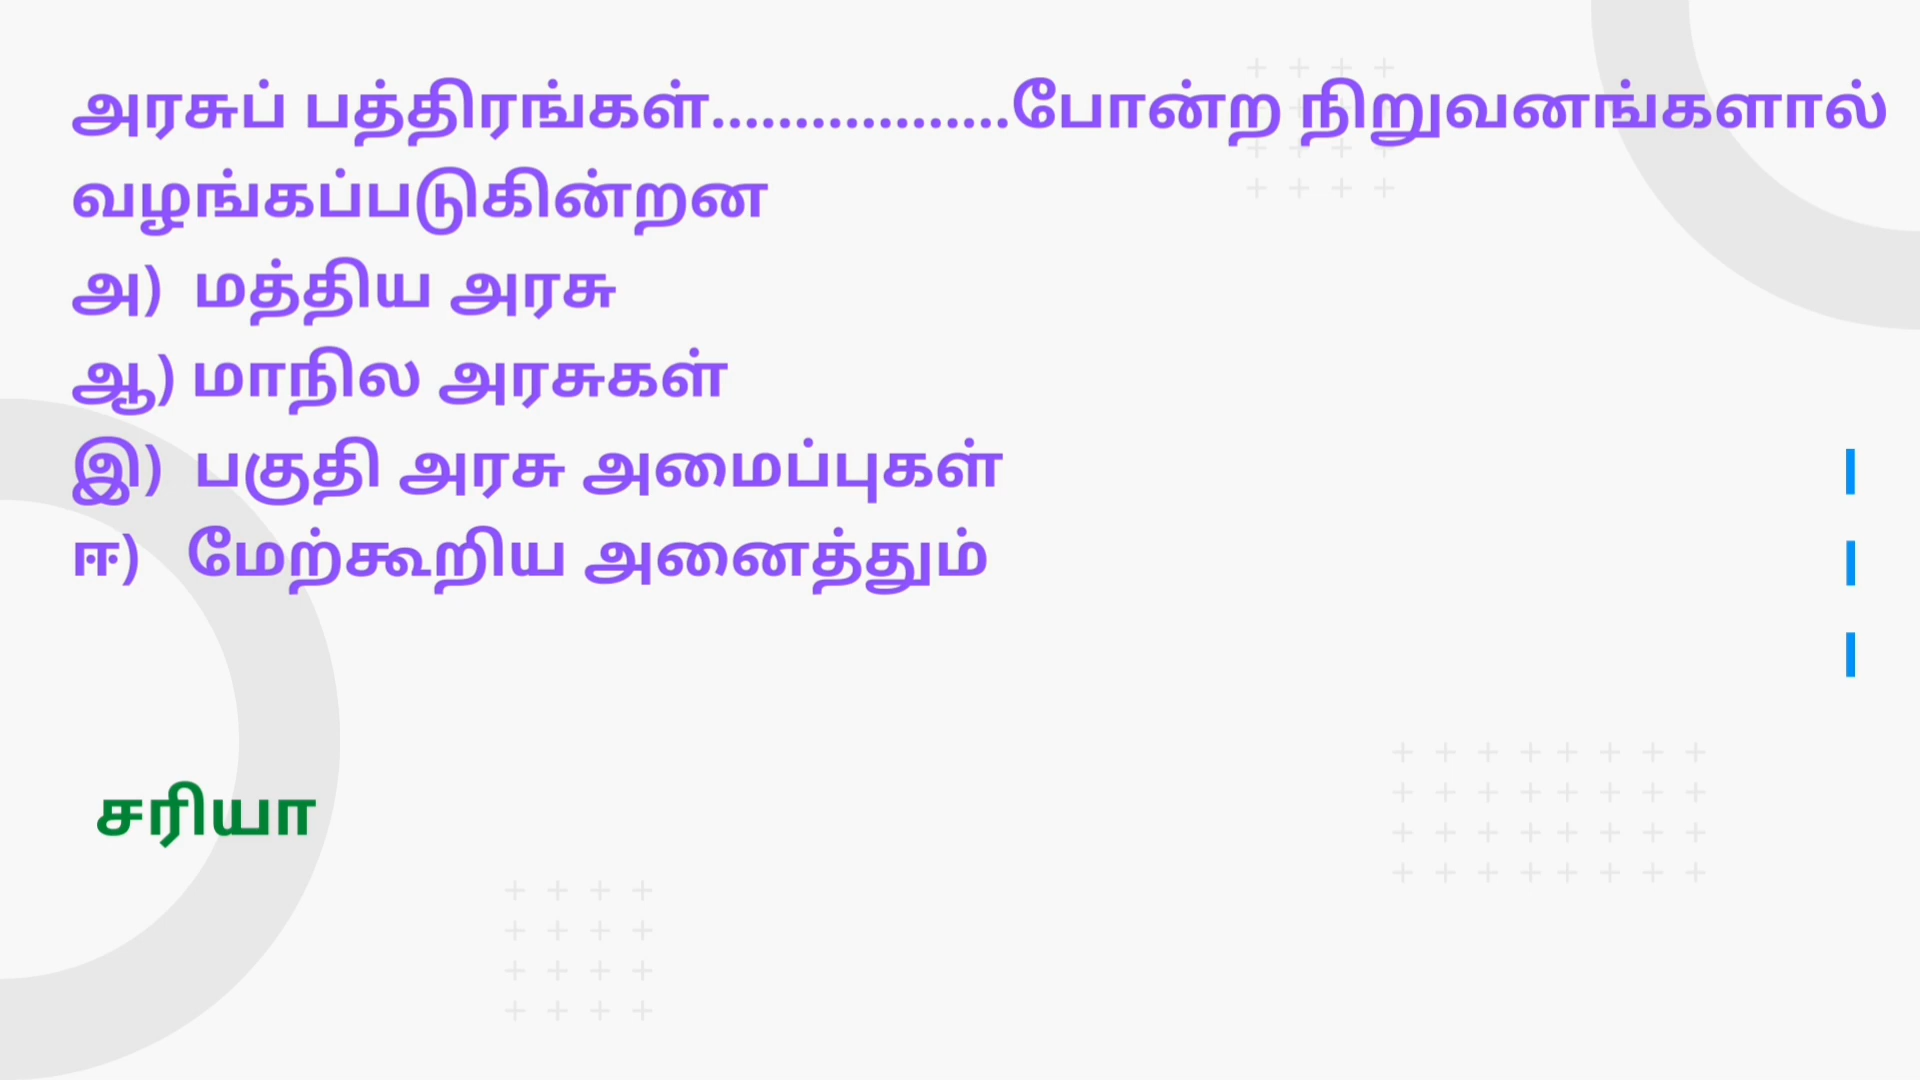 அரசுப் பத்திரங்கள்..................போன்ற நிறுவனங்களால்
வழங்கப்படுகின்றன
அ) மத்திய அரசு
ஆ) மாநில அரசுகள்
இ) பகுதி அரசு அமைப்புகள்
ஈ) மேற்கூறிய அனைத்தும்
சரியா